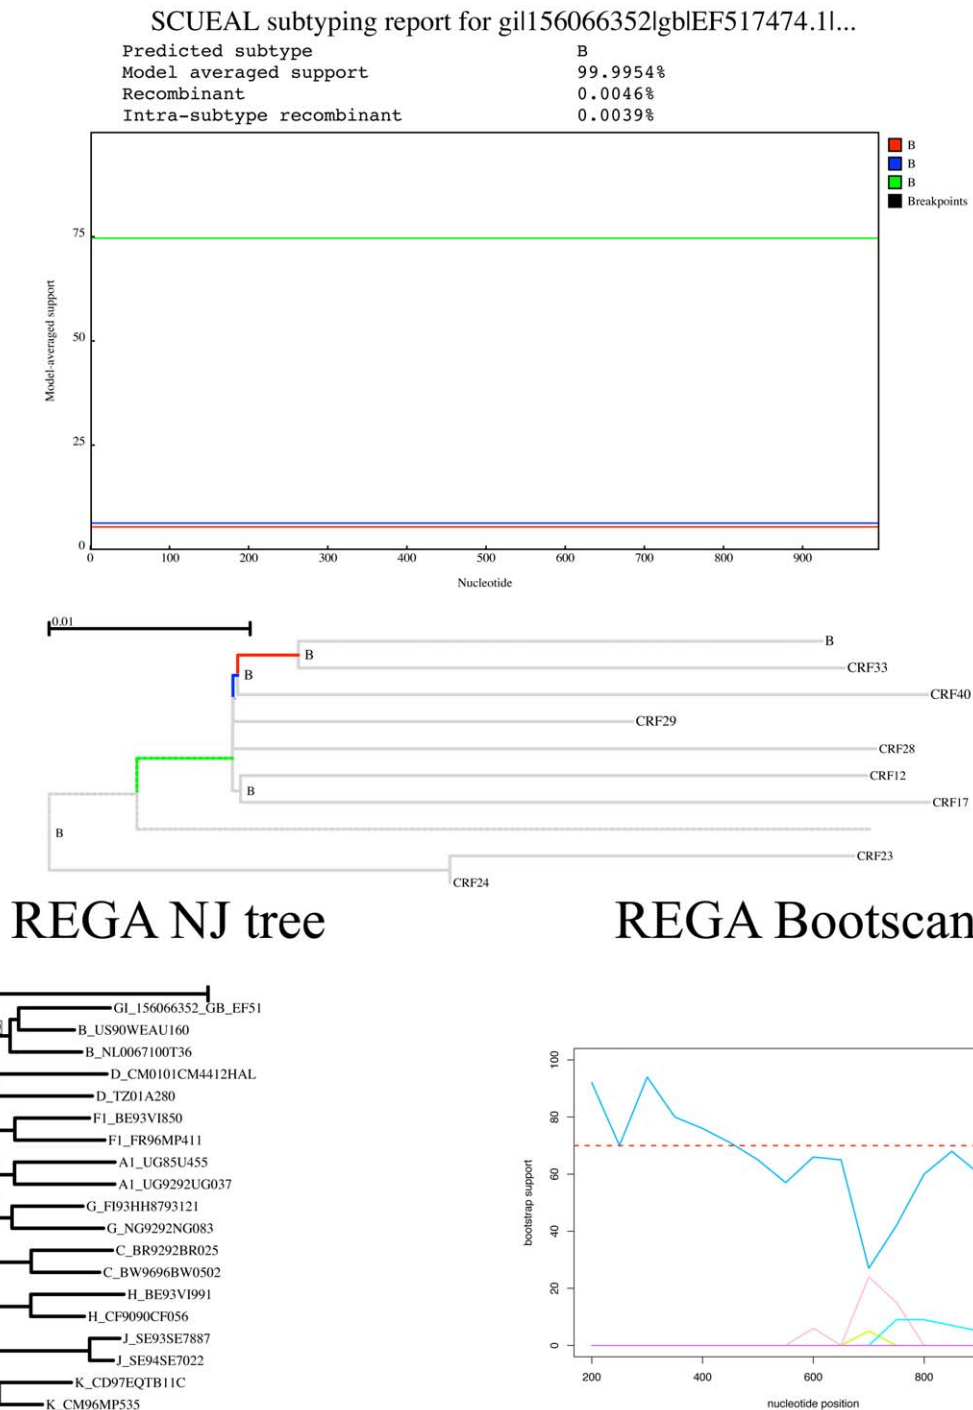 SCUEAL subtyping report for gi|156066352|gb|EF517474.1|...
Predicted subtype B
Model averaged support 99.9954%
Recombinant 0.0046%
Intra-subtype recombinant 0.0039%
B
B
B
Breakpoints
75
50
25
0
Model-averaged support
0 100 200 300 400 500 600 700 800 900
Nucleotide
0.01
B
B
CRF33
B
CRF40
CRF29
CRF28
CRF12
B
CRF17
B
CRF23
CRF24
REGA NJ tree
REGA Bootscan
GI_156066352_GB_EF51
B_US90WEAU160
B_NL0067100T36
D_CM0101CM4412HAL
D_TZ01A280
F1_BE93VI850
F1_FR96MP411
A1_UG85U455
A1_UG9292UG037
G_FI93HH8793121
G_NG9292NG083
C_BR9292BR025
C_BW9696BW0502
H_BE93VI991
H_CF9090CF056
J_SE93SE7887
J_SE94SE7022
K_CD97EQTB11C
K_CM96MP535
100
80
60
40
20
0
bootstrap support
200 400 600 800
nucleotide position